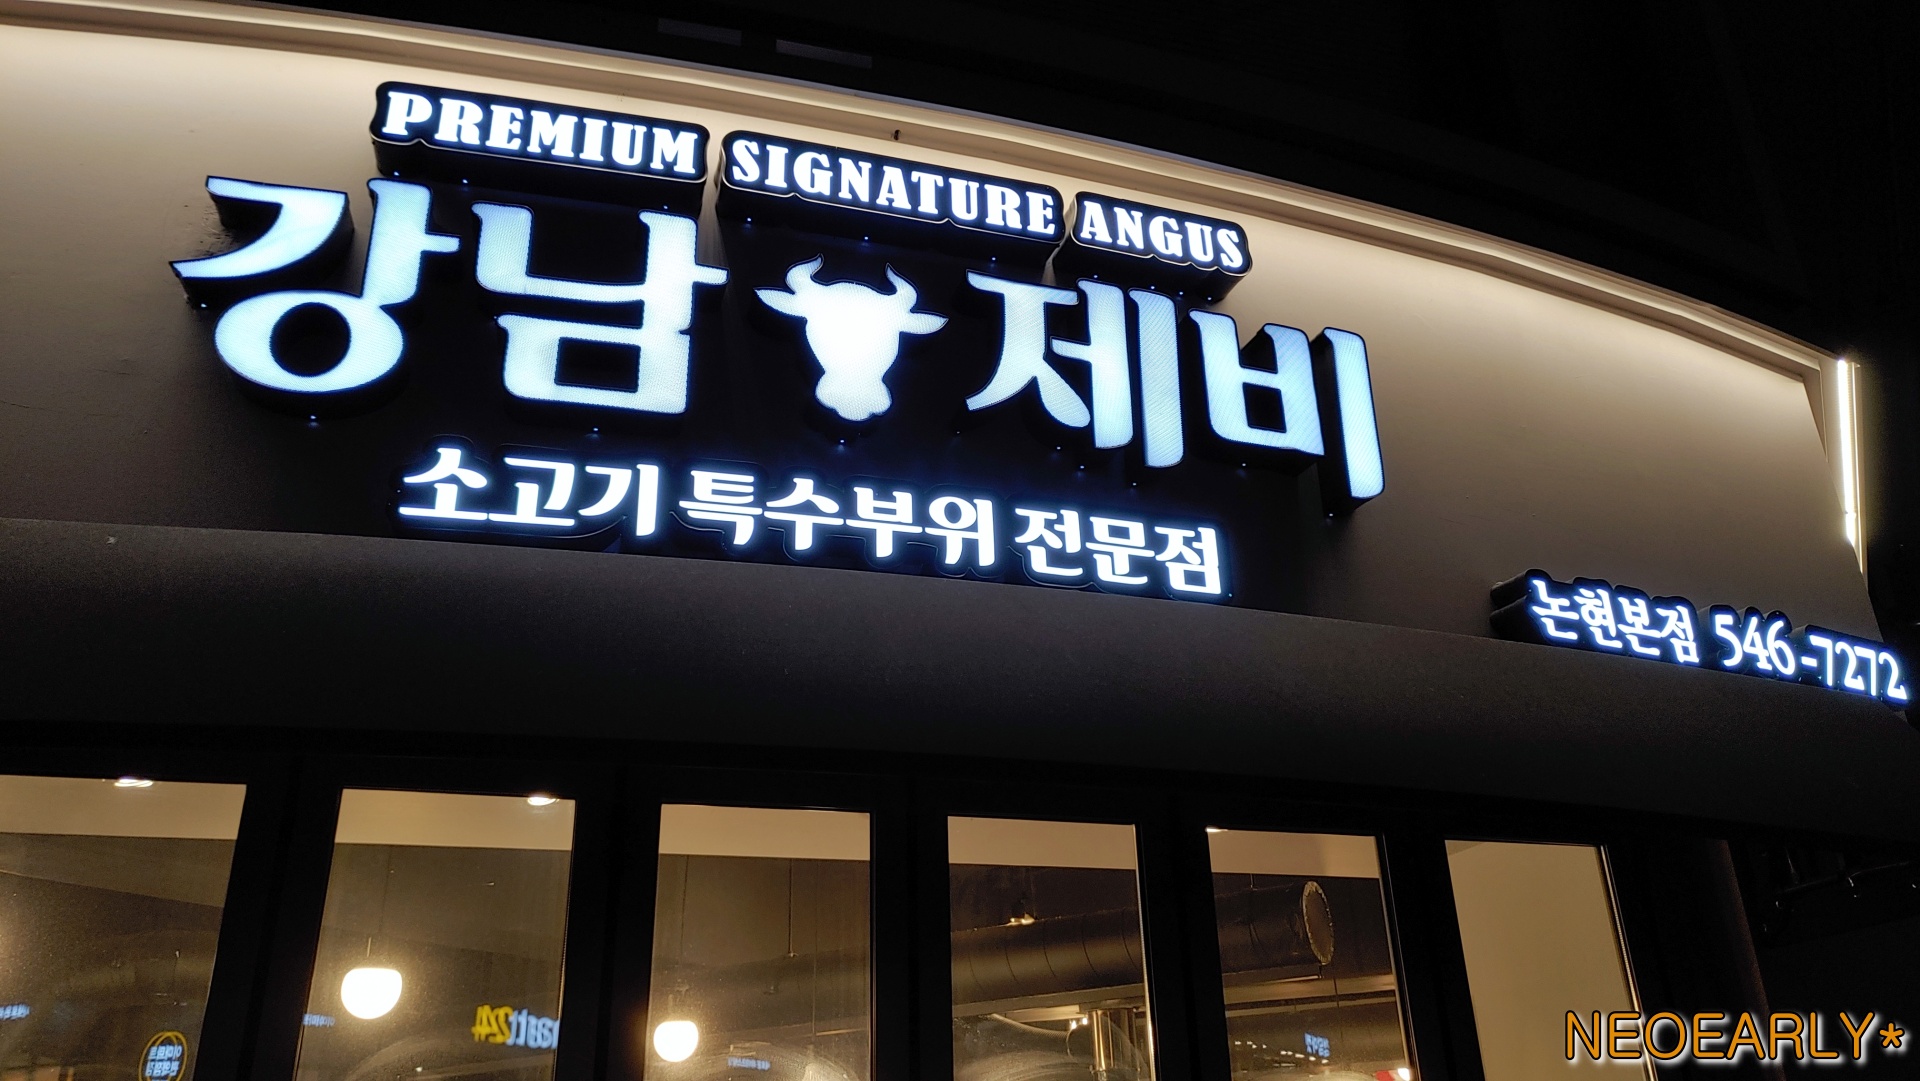 PREMIUM SIGNATURE ANGUS
강남 제비
소고기 특수부위 전문점
논현본점 546-7272
NEOEARLY*